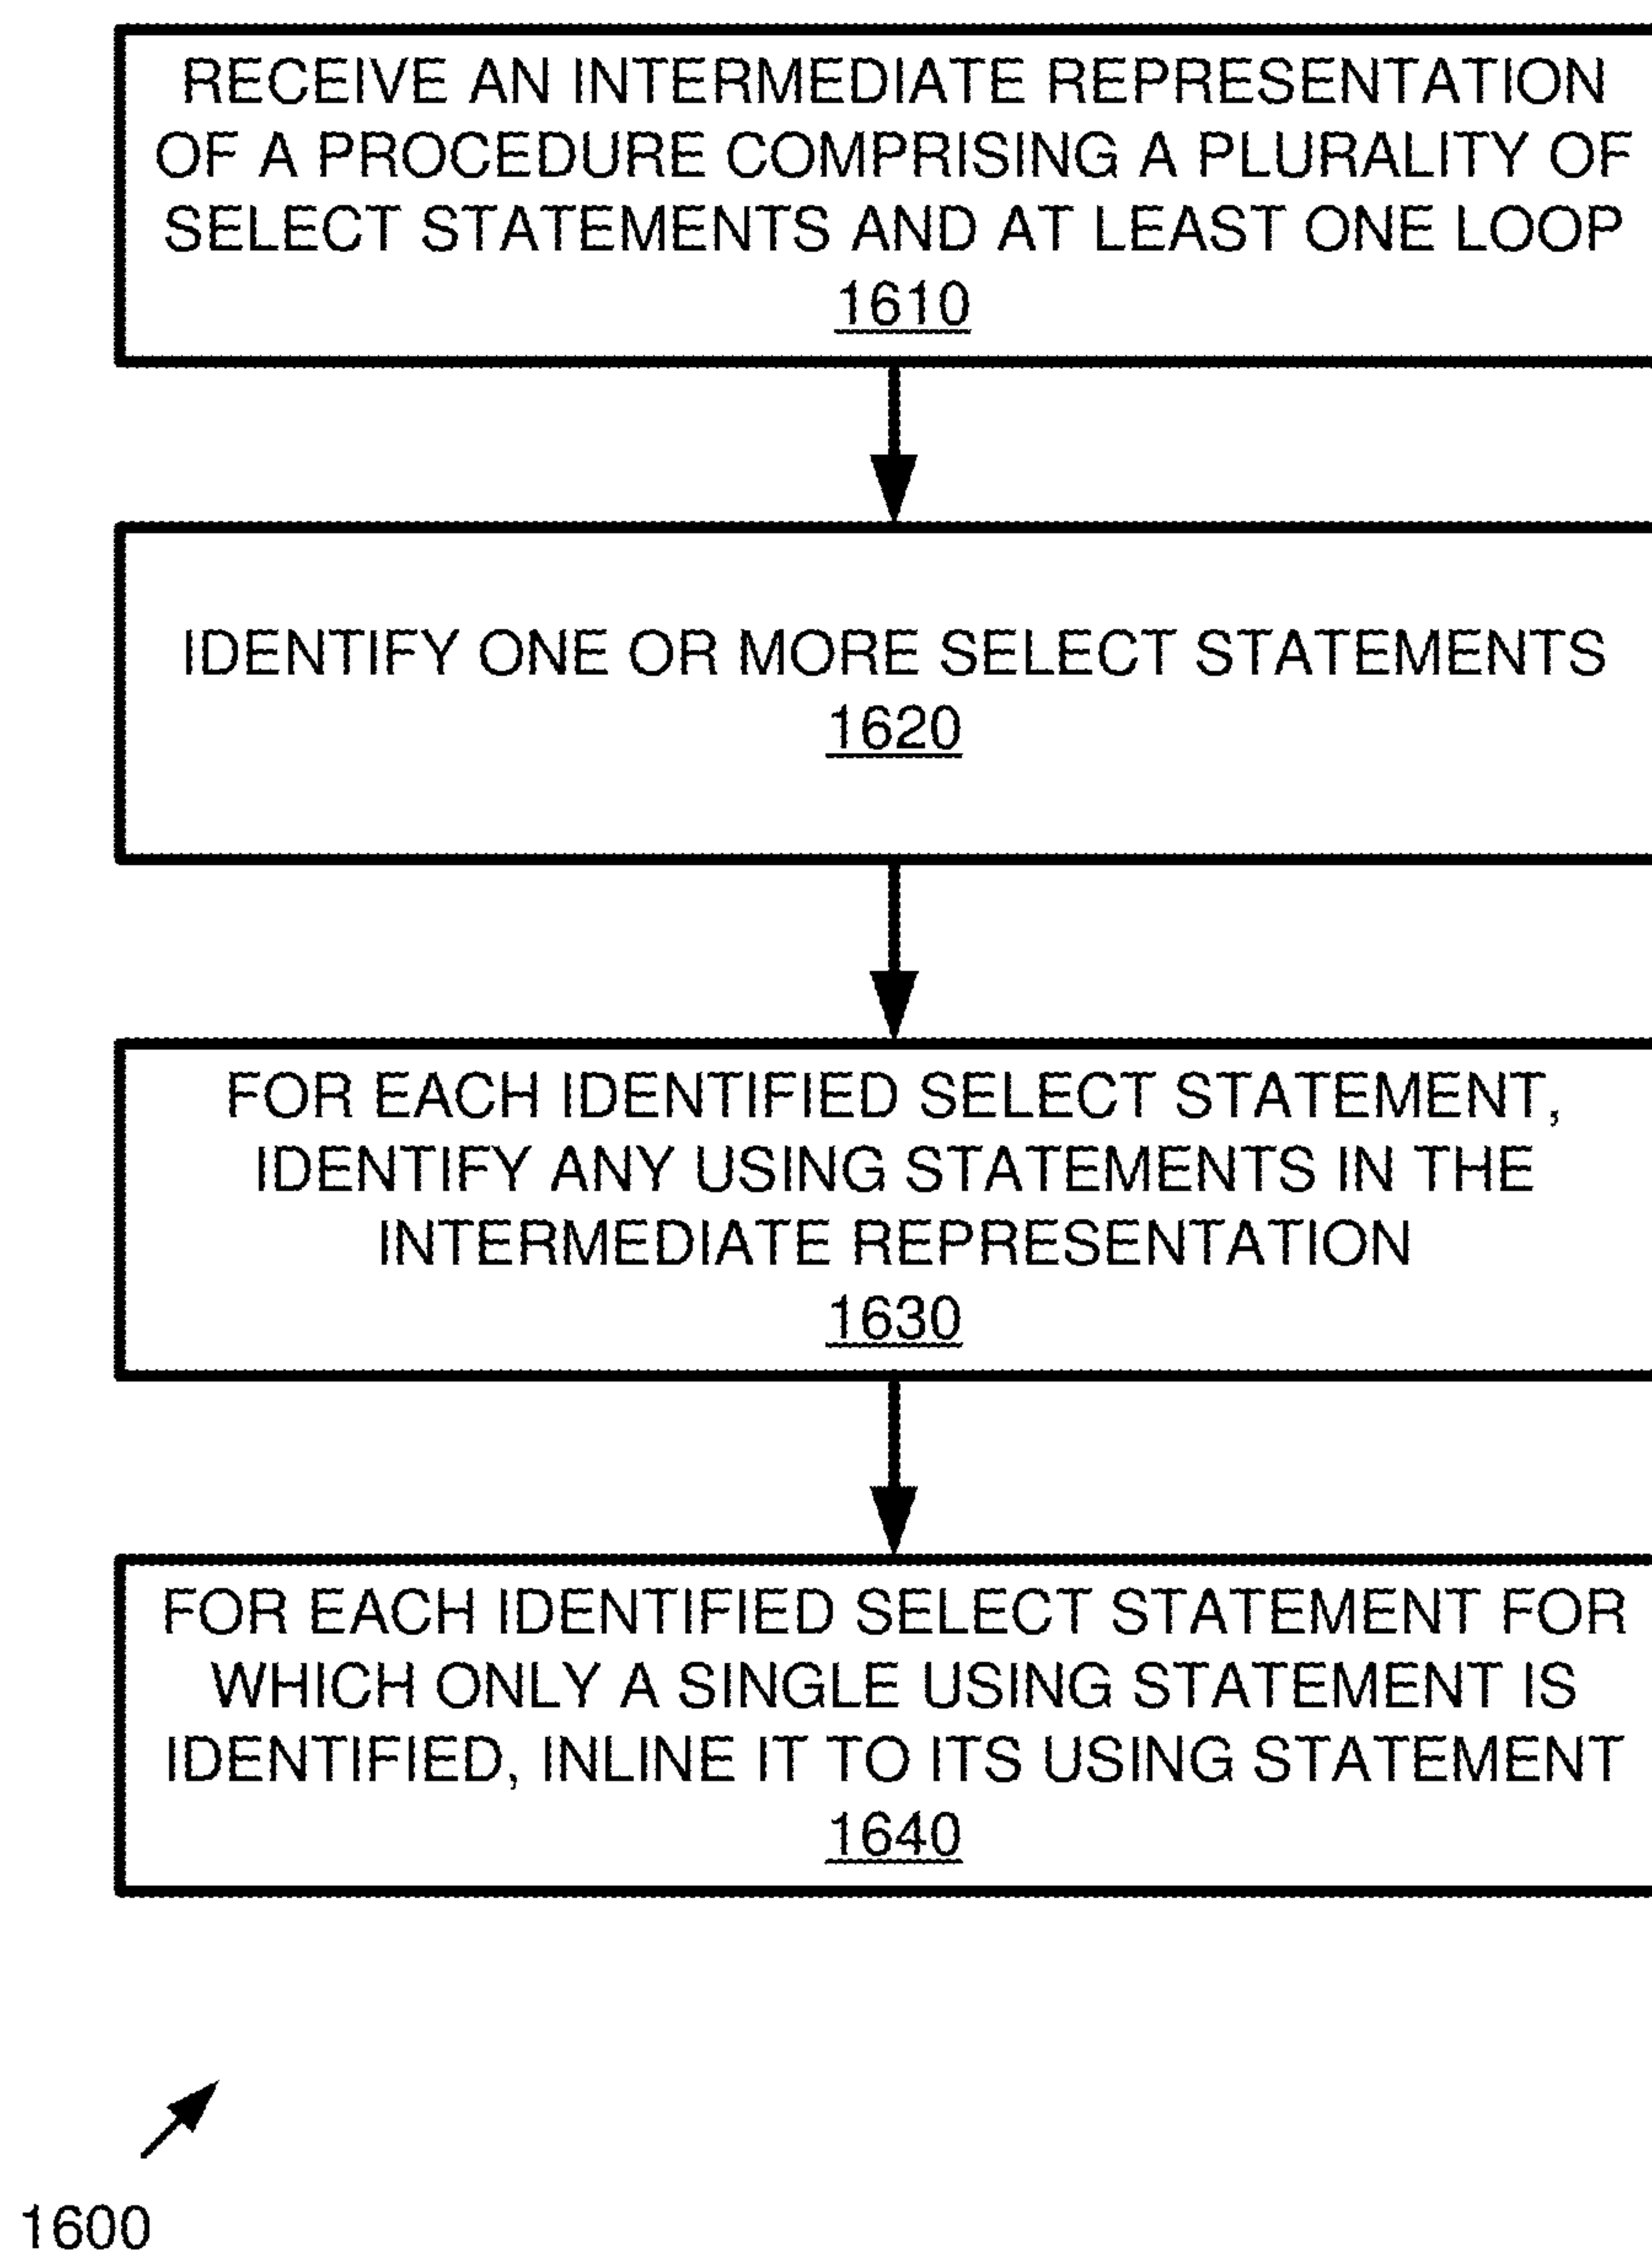 RECEIVE AN INTERMEDIATE REPRESENTATION
OF A PROCEDURE COMPRISING A PLURALITY OF
SELECT STATEMENTS AND AT LEAST ONE LOOP
1610
IDENTIFY ONE OR MORE SELECT STATEMENTS
1620
FOR EACH IDENTIFIED SELECT STATEMENT,
IDENTIFY ANY USING STATEMENTS IN THE
INTERMEDIATE REPRESENTATION
1630
FOR EACH IDENTIFIED SELECT STATEMENT FOR
WHICH ONLY A SINGLE USING STATEMENT IS
IDENTIFIED, INLINE IT TO ITS USING STATEMENT
1640
1600